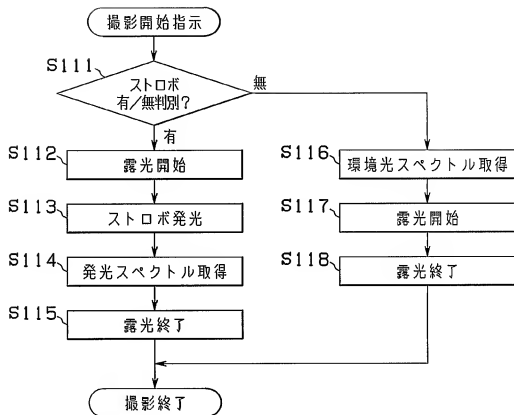 撮影開始指示
S111
ストロボ
有/無判別?
無
有
S112
露光開始
S113
ストロボ発光
S114
発光スペクトル取得
S115
露光終了
S116
環境光スペクトル取得
S117
露光開始
S118
露光終了
撮影終了